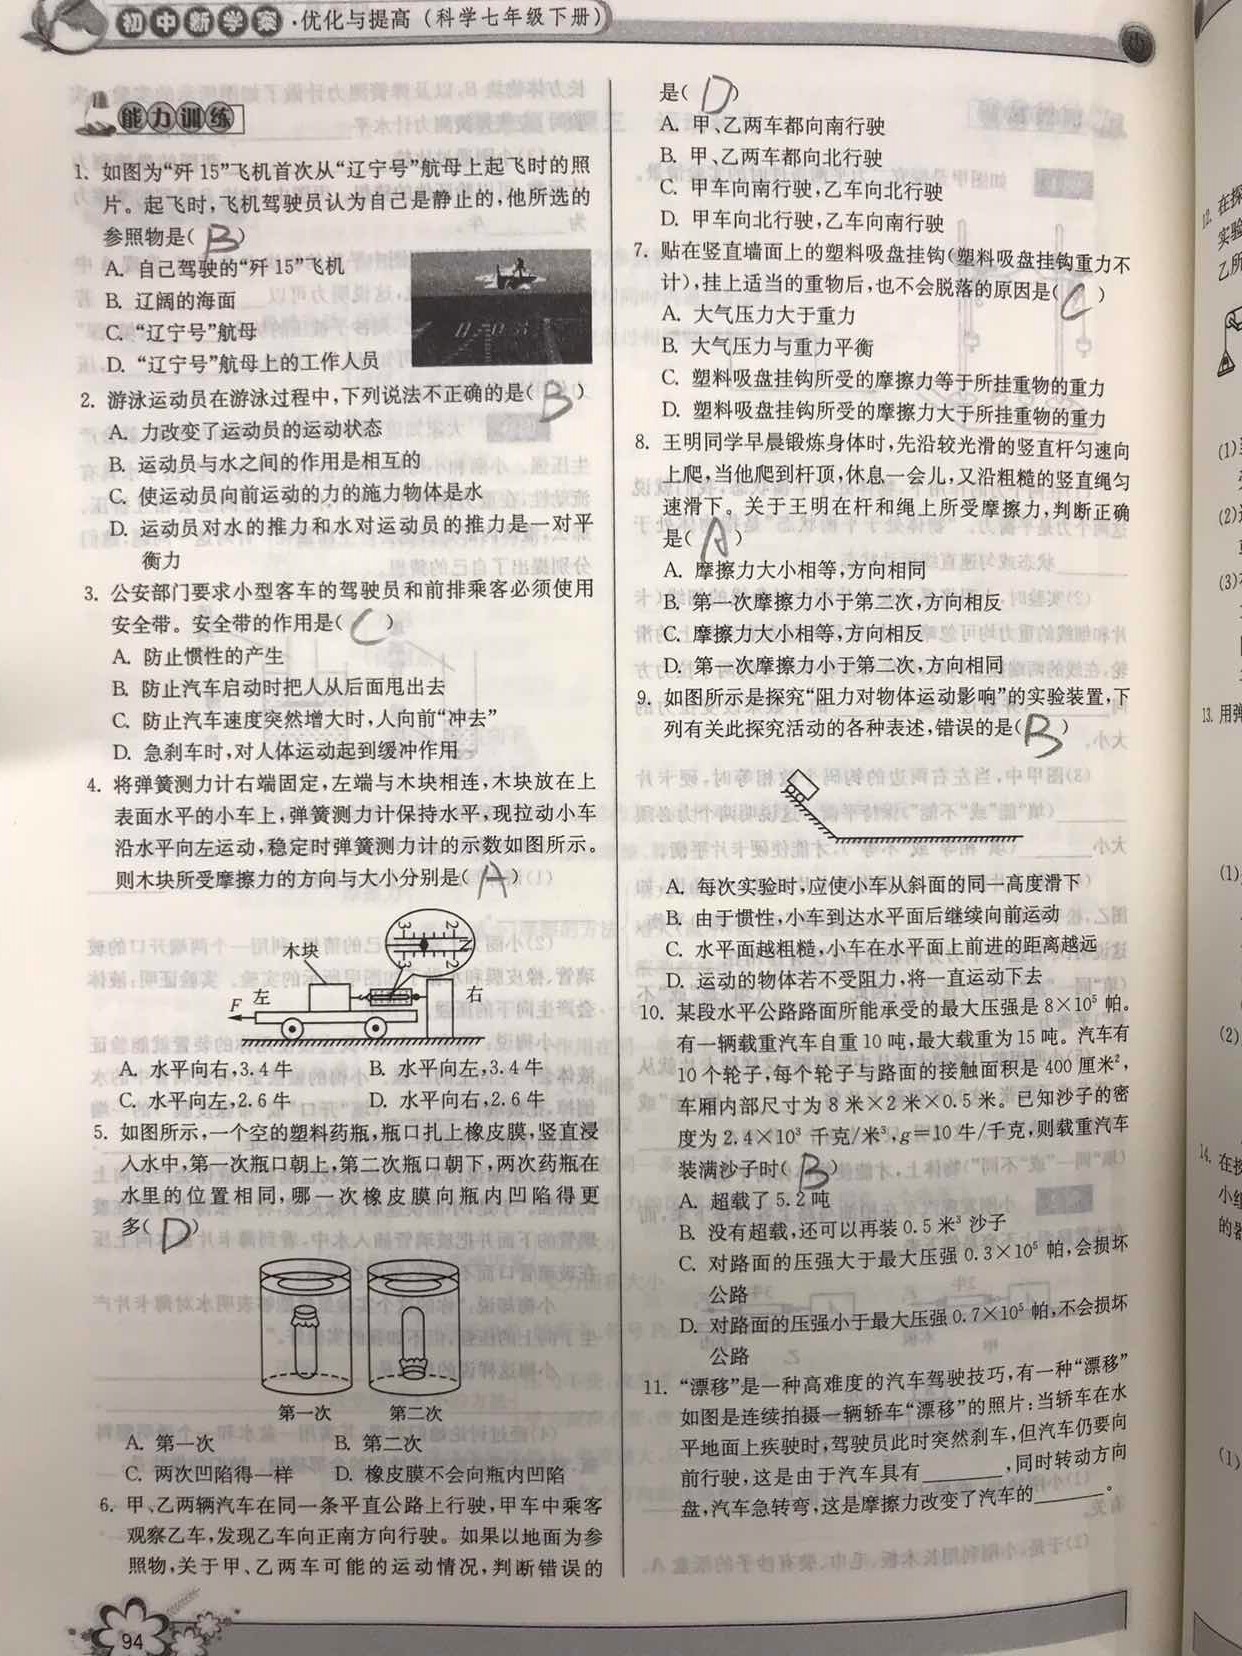 初中新学案·优化与提高(科学七年级下册)
能力训练
1. 如图为“歼15”飞机首次从“辽宁号”航母上起飞时的照
片。起飞时,飞机驾驶员认为自己是静止的,他所选的
参照物是( B )
A. 自己驾驶的“歼15”飞机
B. 辽阔的海面
C. “辽宁号”航母
D. “辽宁号”航母上的工作人员
2. 游泳运动员在游泳过程中,下列说法不正确的是( B )
A. 力改变了运动员的运动状态
B. 运动员与水之间的作用是相互的
C. 使运动员向前运动的力的施力物体是水
D. 运动员对水的推力和水对运动员的推力是一对平
衡力
3. 公安部门要求小型客车的驾驶员和前排乘客必须使用
安全带。安全带的作用是( C )
A. 防止惯性的产生
B. 防止汽车启动时把人从后面甩出去
C. 防止汽车速度突然增大时,人向前“冲去”
D. 急刹车时,对人体运动起到缓冲作用
4. 将弹簧测力计右端固定,左端与木块相连,木块放在上
表面水平的小车上,弹簧测力计保持水平,现拉动小车
沿水平向左运动,稳定时弹簧测力计的示数如图所示。
则木块所受摩擦力的方向与大小分别是( A )
3 2
N
3 2
木块
F 左 右
A. 水平向右,3.4牛 B. 水平向左,3.4牛
C. 水平向左,2.6牛 D. 水平向右,2.6牛
5. 如图所示,一个空的塑料药瓶,瓶口扎上橡皮膜,竖直浸
入水中,第一次瓶口朝上,第二次瓶口朝下,两次药瓶在
水里的位置相同,哪一次橡皮膜向瓶内凹陷得更
多( D )
第一次 第二次
A. 第一次 B. 第二次
C. 两次凹陷得一样 D. 橡皮膜不会向瓶内凹陷
6. 甲、乙两辆汽车在同一条平直公路上行驶,甲车中乘客
观察乙车,发现乙车向正南方向行驶。如果以地面为参
照物,关于甲、乙两车可能的运动情况,判断错误的
94
是( D )
A. 甲、乙两车都向南行驶
B. 甲、乙两车都向北行驶
C. 甲车向南行驶,乙车向北行驶
D. 甲车向北行驶,乙车向南行驶
7. 贴在竖直墙面上的塑料吸盘挂钩(塑料吸盘挂钩重力不
计),挂上适当的重物后,也不会脱落的原因是( C )
A. 大气压力大于重力
B. 大气压力与重力平衡
C. 塑料吸盘挂钩所受的摩擦力等于所挂重物的重力
D. 塑料吸盘挂钩所受的摩擦力大于所挂重物的重力
8. 王明同学早晨锻炼身体时,先沿较光滑的竖直杆匀速向
上爬,当他爬到杆顶,休息一会儿,又沿粗糙的竖直绳匀
速滑下。关于王明在杆和绳上所受摩擦力,判断正确
是( A )
A. 摩擦力大小相等,方向相同
B. 第一次摩擦力小于第二次,方向相反
C. 摩擦力大小相等,方向相反
D. 第一次摩擦力小于第二次,方向相同
9. 如图所示是探究“阻力对物体运动影响”的实验装置,下
列有关此探究活动的各种表述,错误的是( B )
A. 每次实验时,应使小车从斜面的同一高度滑下
B. 由于惯性,小车到达水平面后继续向前运动
C. 水平面越粗糙,小车在水平面上前进的距离越远
D. 运动的物体若不受阻力,将一直运动下去
10. 某段水平公路路面所能承受的最大压强是8×10⁵帕。
有一辆载重汽车自重10吨,最大载重为15吨。汽车有
10个轮子,每个轮子与路面的接触面积是400厘米²,
车厢内部尺寸为8米×2米×0.5米。已知沙子的密
度为2.4×10³千克/米³,g=10牛/千克,则载重汽车
装满沙子时( B )
A. 超载了5.2吨
B. 没有超载,还可以再装0.5米³沙子
C. 对路面的压强大于最大压强0.3×10⁵帕,会损坏
公路
D. 对路面的压强小于最大压强0.7×10⁵帕,不会损坏
公路
11. “漂移”是一种高难度的汽车驾驶技巧,有一种“漂移”
如图是连续拍摄一辆轿车“漂移”的照片:当轿车在水
平地面上疾驶时,驾驶员此时突然刹车,但汽车仍要向
前行驶,这是由于汽车具有________,同时转动方向
盘,汽车急转弯,这是摩擦力改变了汽车的________。
12. 在探
实验
乙所
(1)
(2)
(3)
13. 用弹
(1)
(2)
14. 在探
小组
的器
(1)